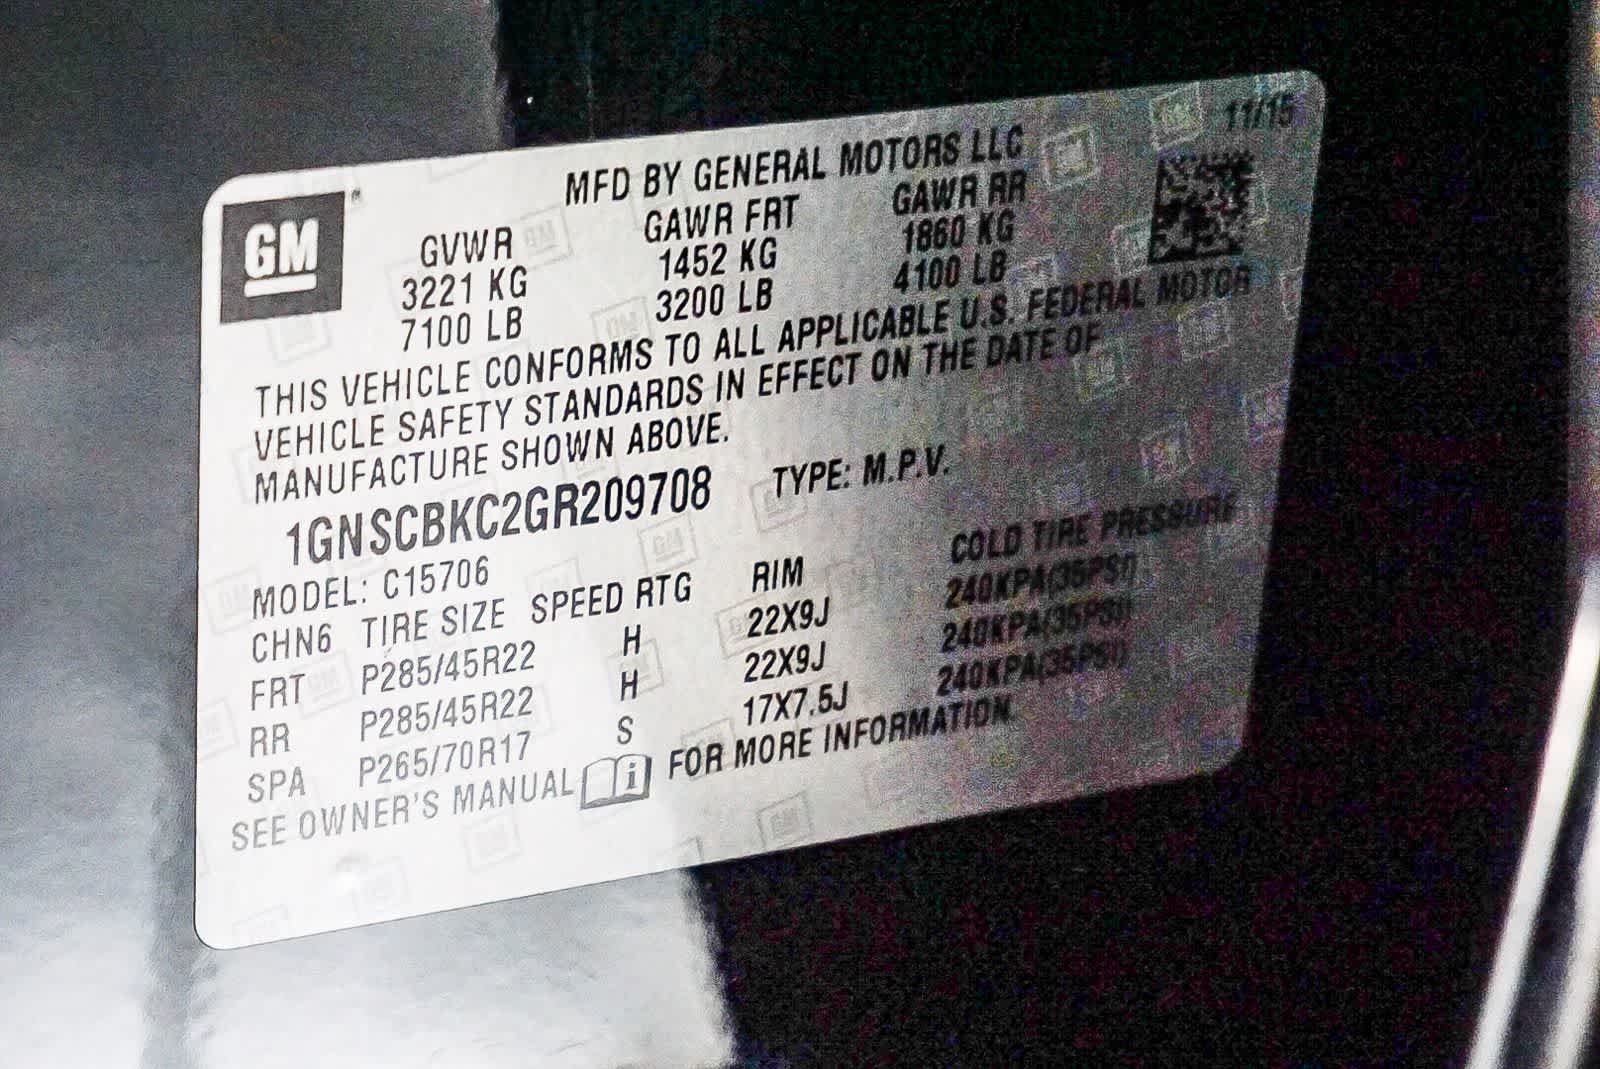 11/15
MFD BY GENERAL MOTORS LLC
GM
GVWR GAWR FRT GAWR RR
3221 KG 1452 KG 1860 KG
7100 LB 3200 LB 4100 LB
THIS VEHICLE CONFORMS TO ALL APPLICABLE U.S. FEDERAL MOTOR
VEHICLE SAFETY STANDARDS IN EFFECT ON THE DATE OF
MANUFACTURE SHOWN ABOVE.
1GNSCBKC2GR209708 TYPE: M.P.V.
MODEL: C15706
CHN6 TIRE SIZE SPEED RTG RIM COLD TIRE PRESSURE
FRT P285/45R22 H 22X9J 240KPA(35PSI)
RR P285/45R22 H 22X9J 240KPA(35PSI)
SPA P265/70R17 S 17X7.5J 240KPA(35PSI)
SEE OWNER'S MANUAL FOR MORE INFORMATION.